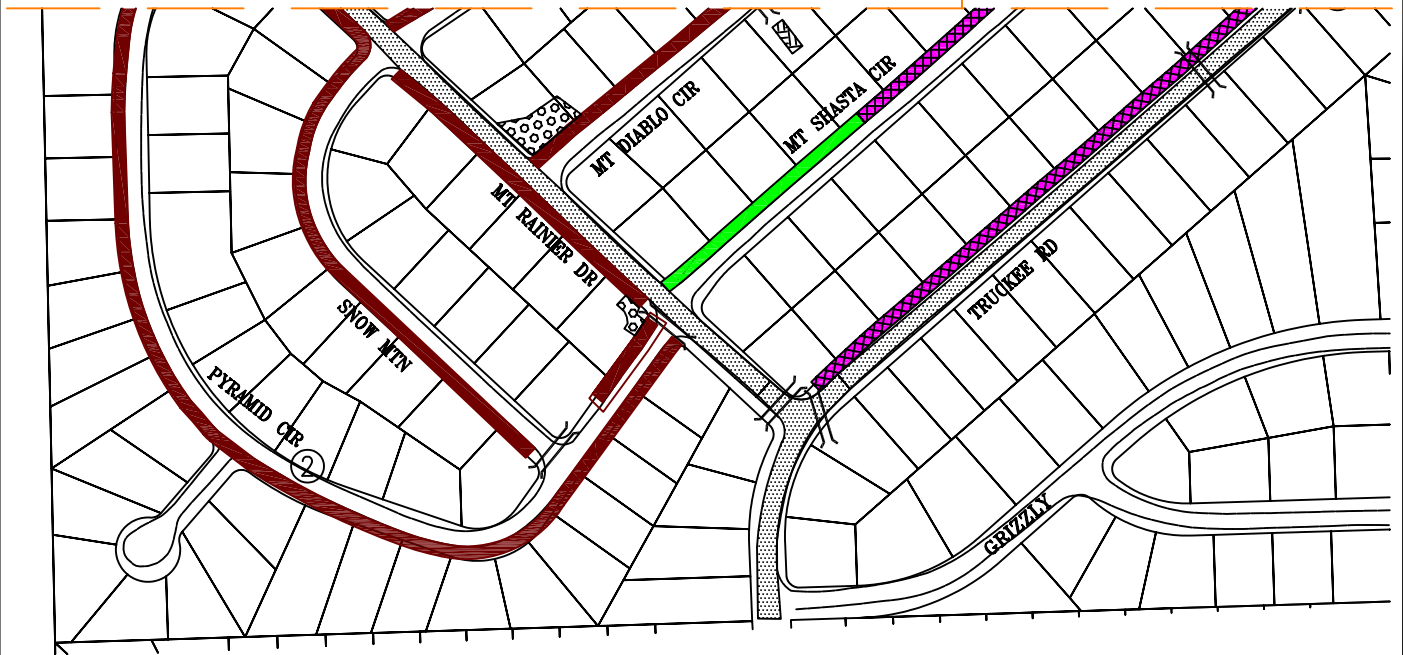 MT DIABLO CIR
MT SHASTA CIR
MT RAINIER DR
TRUCKEE RD
SNOW MTN
PYRAMID CIR
2
GRIZZLY